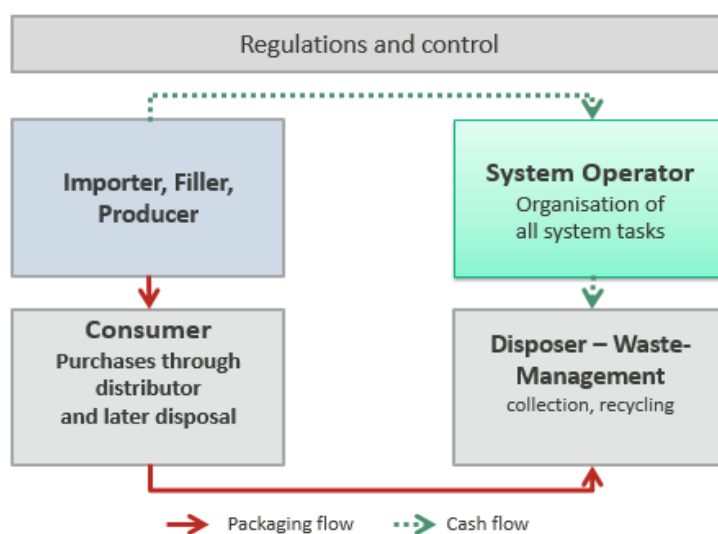 Regulations and control
Importer, Filler,
Producer
System Operator
Organisation of
all system tasks
Consumer
Purchases through
distributor
and later disposal
Disposer – Waste-
Management
collection, recycling
Packaging flow
Cash flow